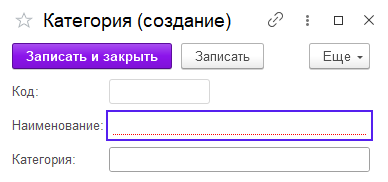 Категория (создание)
Записать и закрыть
Записать
Еще
Код:
Наименование:
Категория: